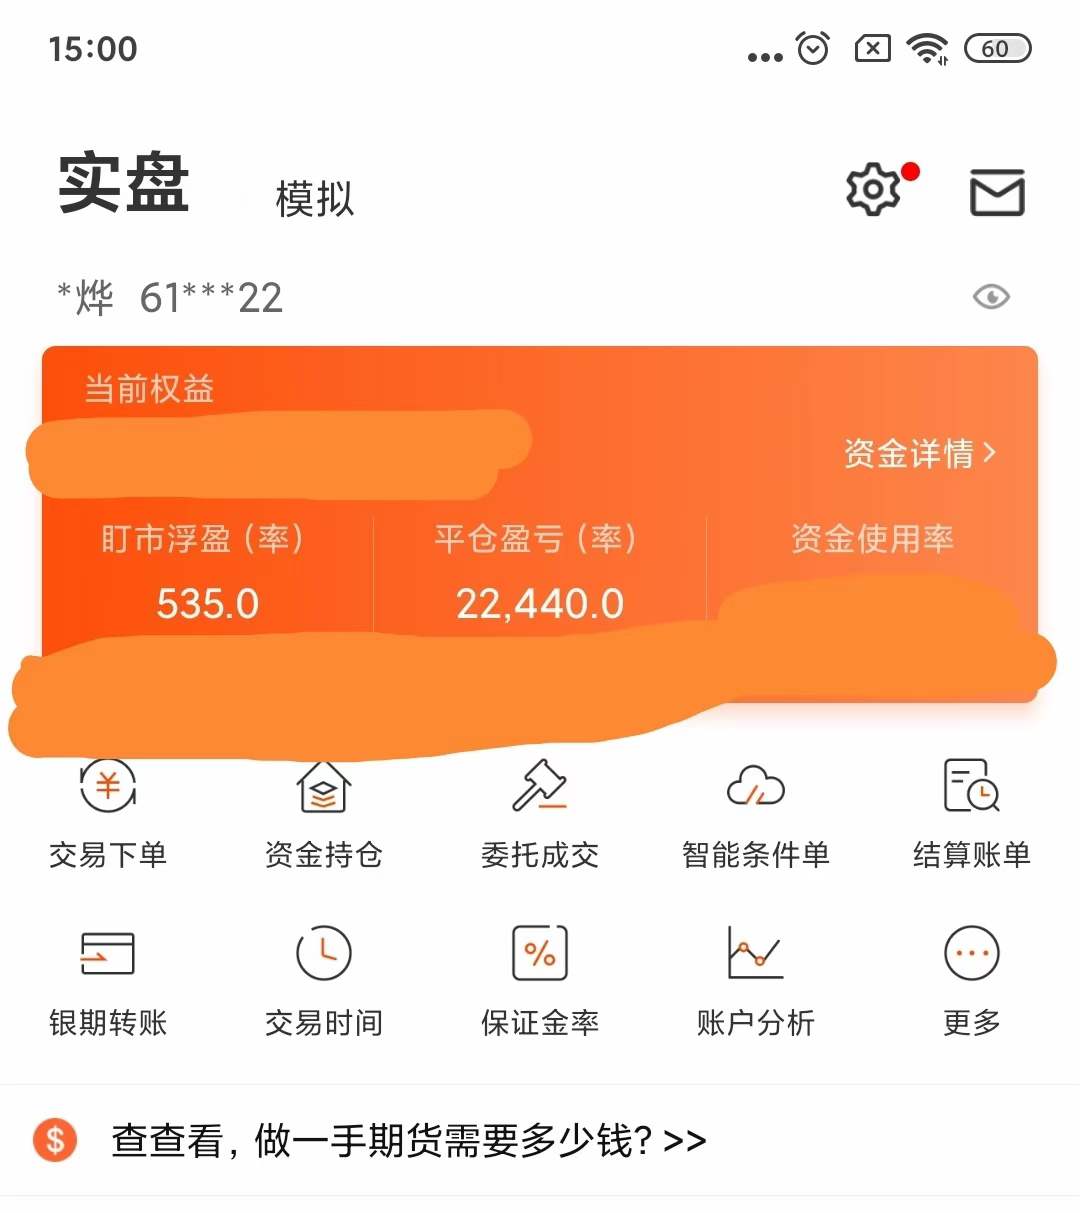 15:00 60
实盘 模拟
*烨 61***22
当前权益
资金详情
盯市浮盈(率) 平仓盈亏(率) 资金使用率
535.0 22,440.0
交易下单 资金持仓 委托成交 智能条件单 结算账单
银期转账 交易时间 保证金率 账户分析 更多
查查看,做一手期货需要多少钱? >>